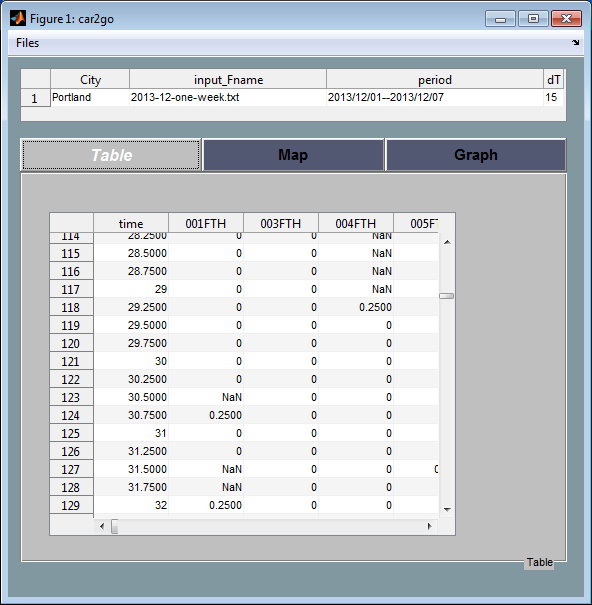 Figure 1: car2go
Files
City input_Fname period dT
1 Portland 2013-12-one-week.txt 2013/12/01--2013/12/07 15
Table Map Graph
time 001FTH 003FTH 004FTH 005FT
114 28.2500 0 0 NaN
115 28.5000 0 0 NaN
116 28.7500 0 0 NaN
117 29 0 0 NaN
118 29.2500 0 0 0.2500
119 29.5000 0 0 0
120 29.7500 0 0 0
121 30 0 0 0
122 30.2500 0 0 0
123 30.5000 NaN 0 0
124 30.7500 0.2500 0 0
125 31 0 0 0
126 31.2500 0 0 0
127 31.5000 NaN 0 0 0
128 31.7500 NaN 0 0
129 32 0.2500 0 0
Table